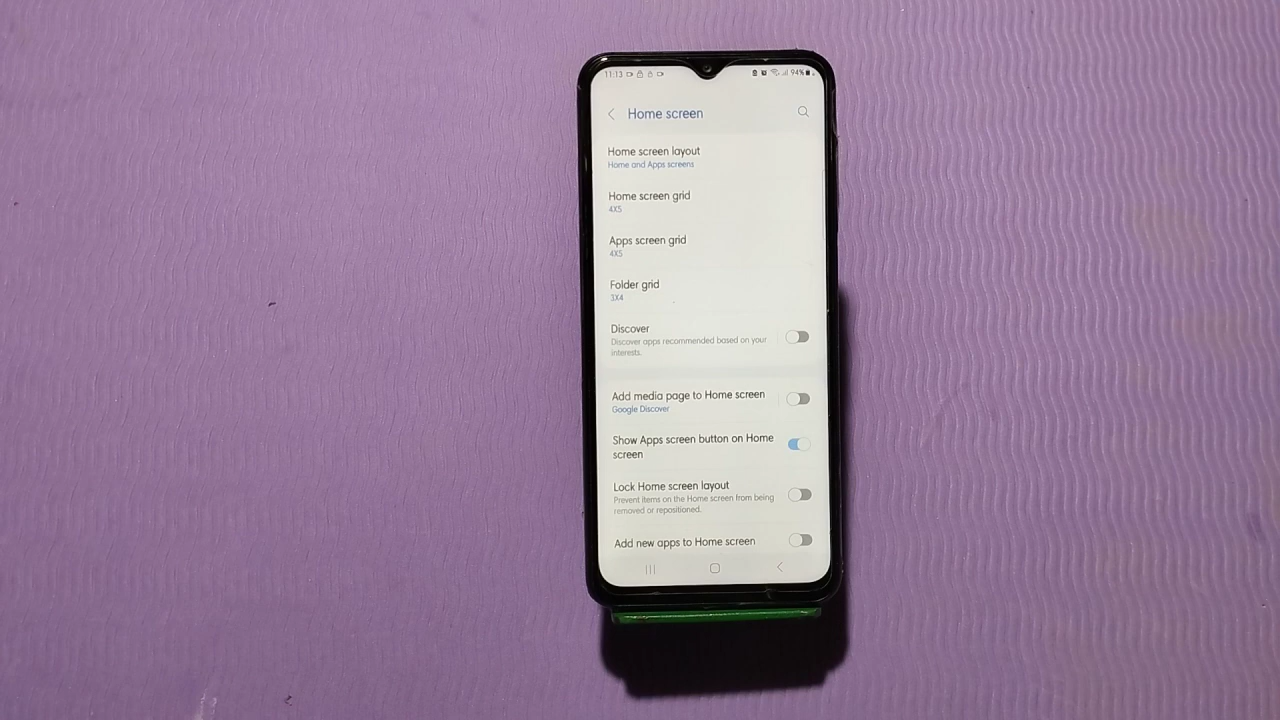 11:13 94%
Home screen
Home screen layout
Home and Apps screens
Home screen grid
4X5
Apps screen grid
4X5
Folder grid
3X4
Discover
Discover apps recommended based on your
interests.
Add media page to Home screen
Google Discover
Show Apps screen button on Home
screen
Lock Home screen layout
Prevent items on the Home screen from being
removed or repositioned.
Add new apps to Home screen